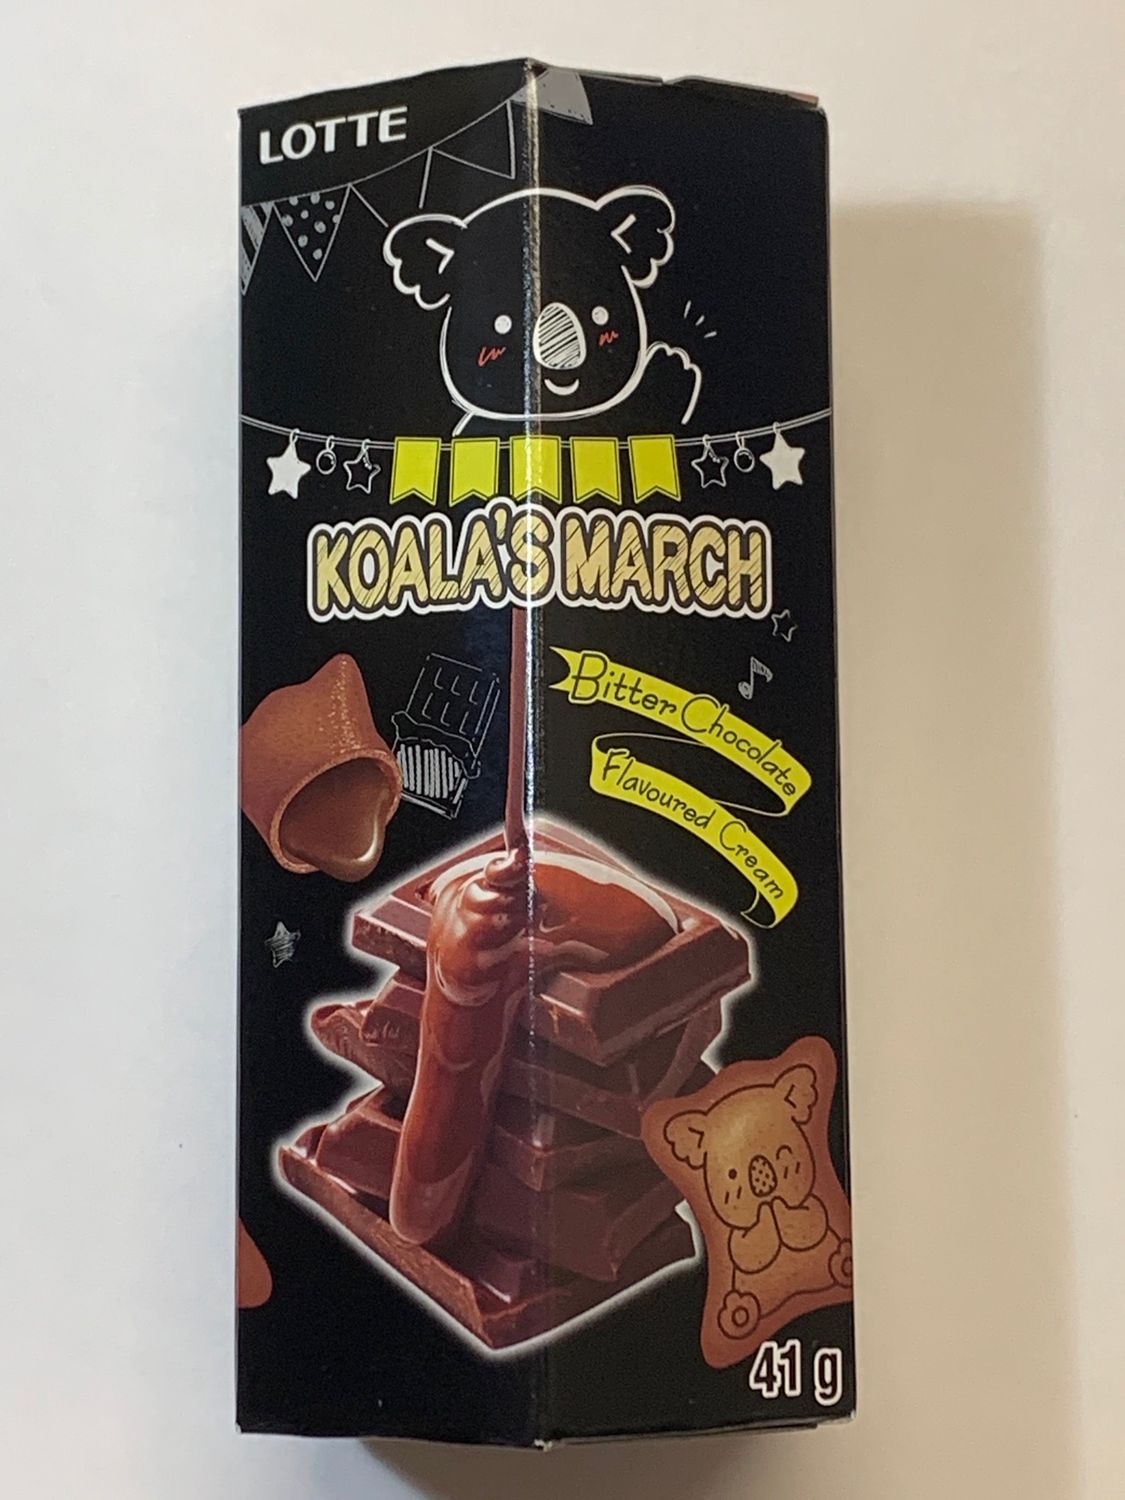 LOTTE
KOALA'S MARCH
Bitter Chocolate
Flavoured Cream
41 g